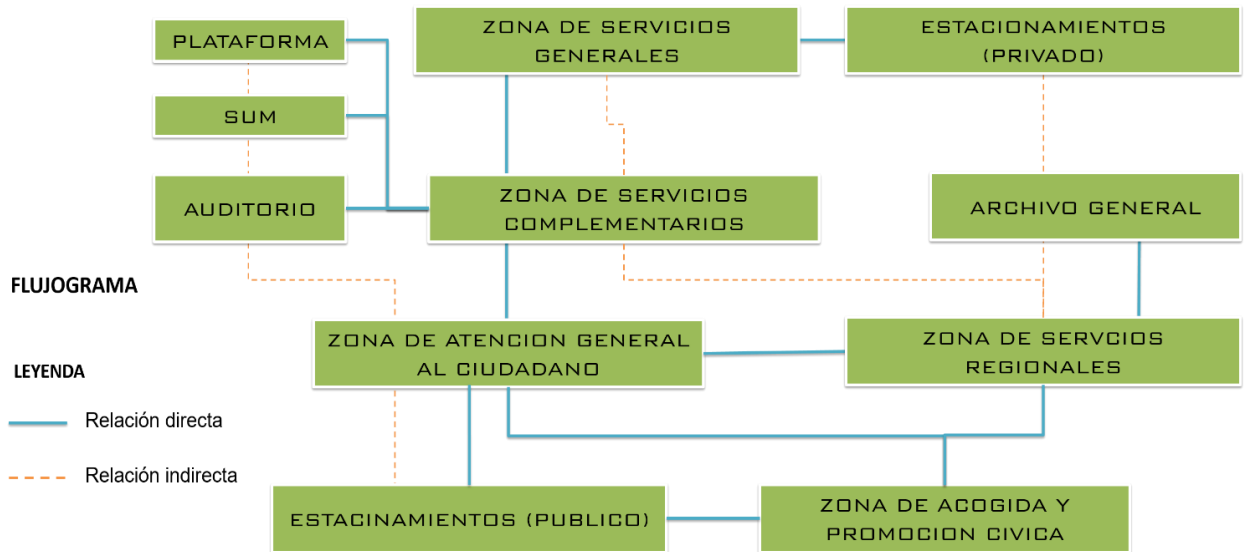 PLATAFORMA
ZONA DE SERVICIOS
GENERALES
ESTACIONAMIENTOS
(PRIVADO)
SUM
AUDITORIO
ZONA DE SERVICIOS
COMPLEMENTARIOS
ARCHIVO GENERAL
FLUJOGRAMA
ZONA DE ATENCION GENERAL
AL CIUDADANO
ZONA DE SERVCIOS
REGIONALES
LEYENDA
Relación directa
Relación indirecta
ESTACINAMIENTOS (PUBLICO)
ZONA DE ACOGIDA Y
PROMOCION CIVICA